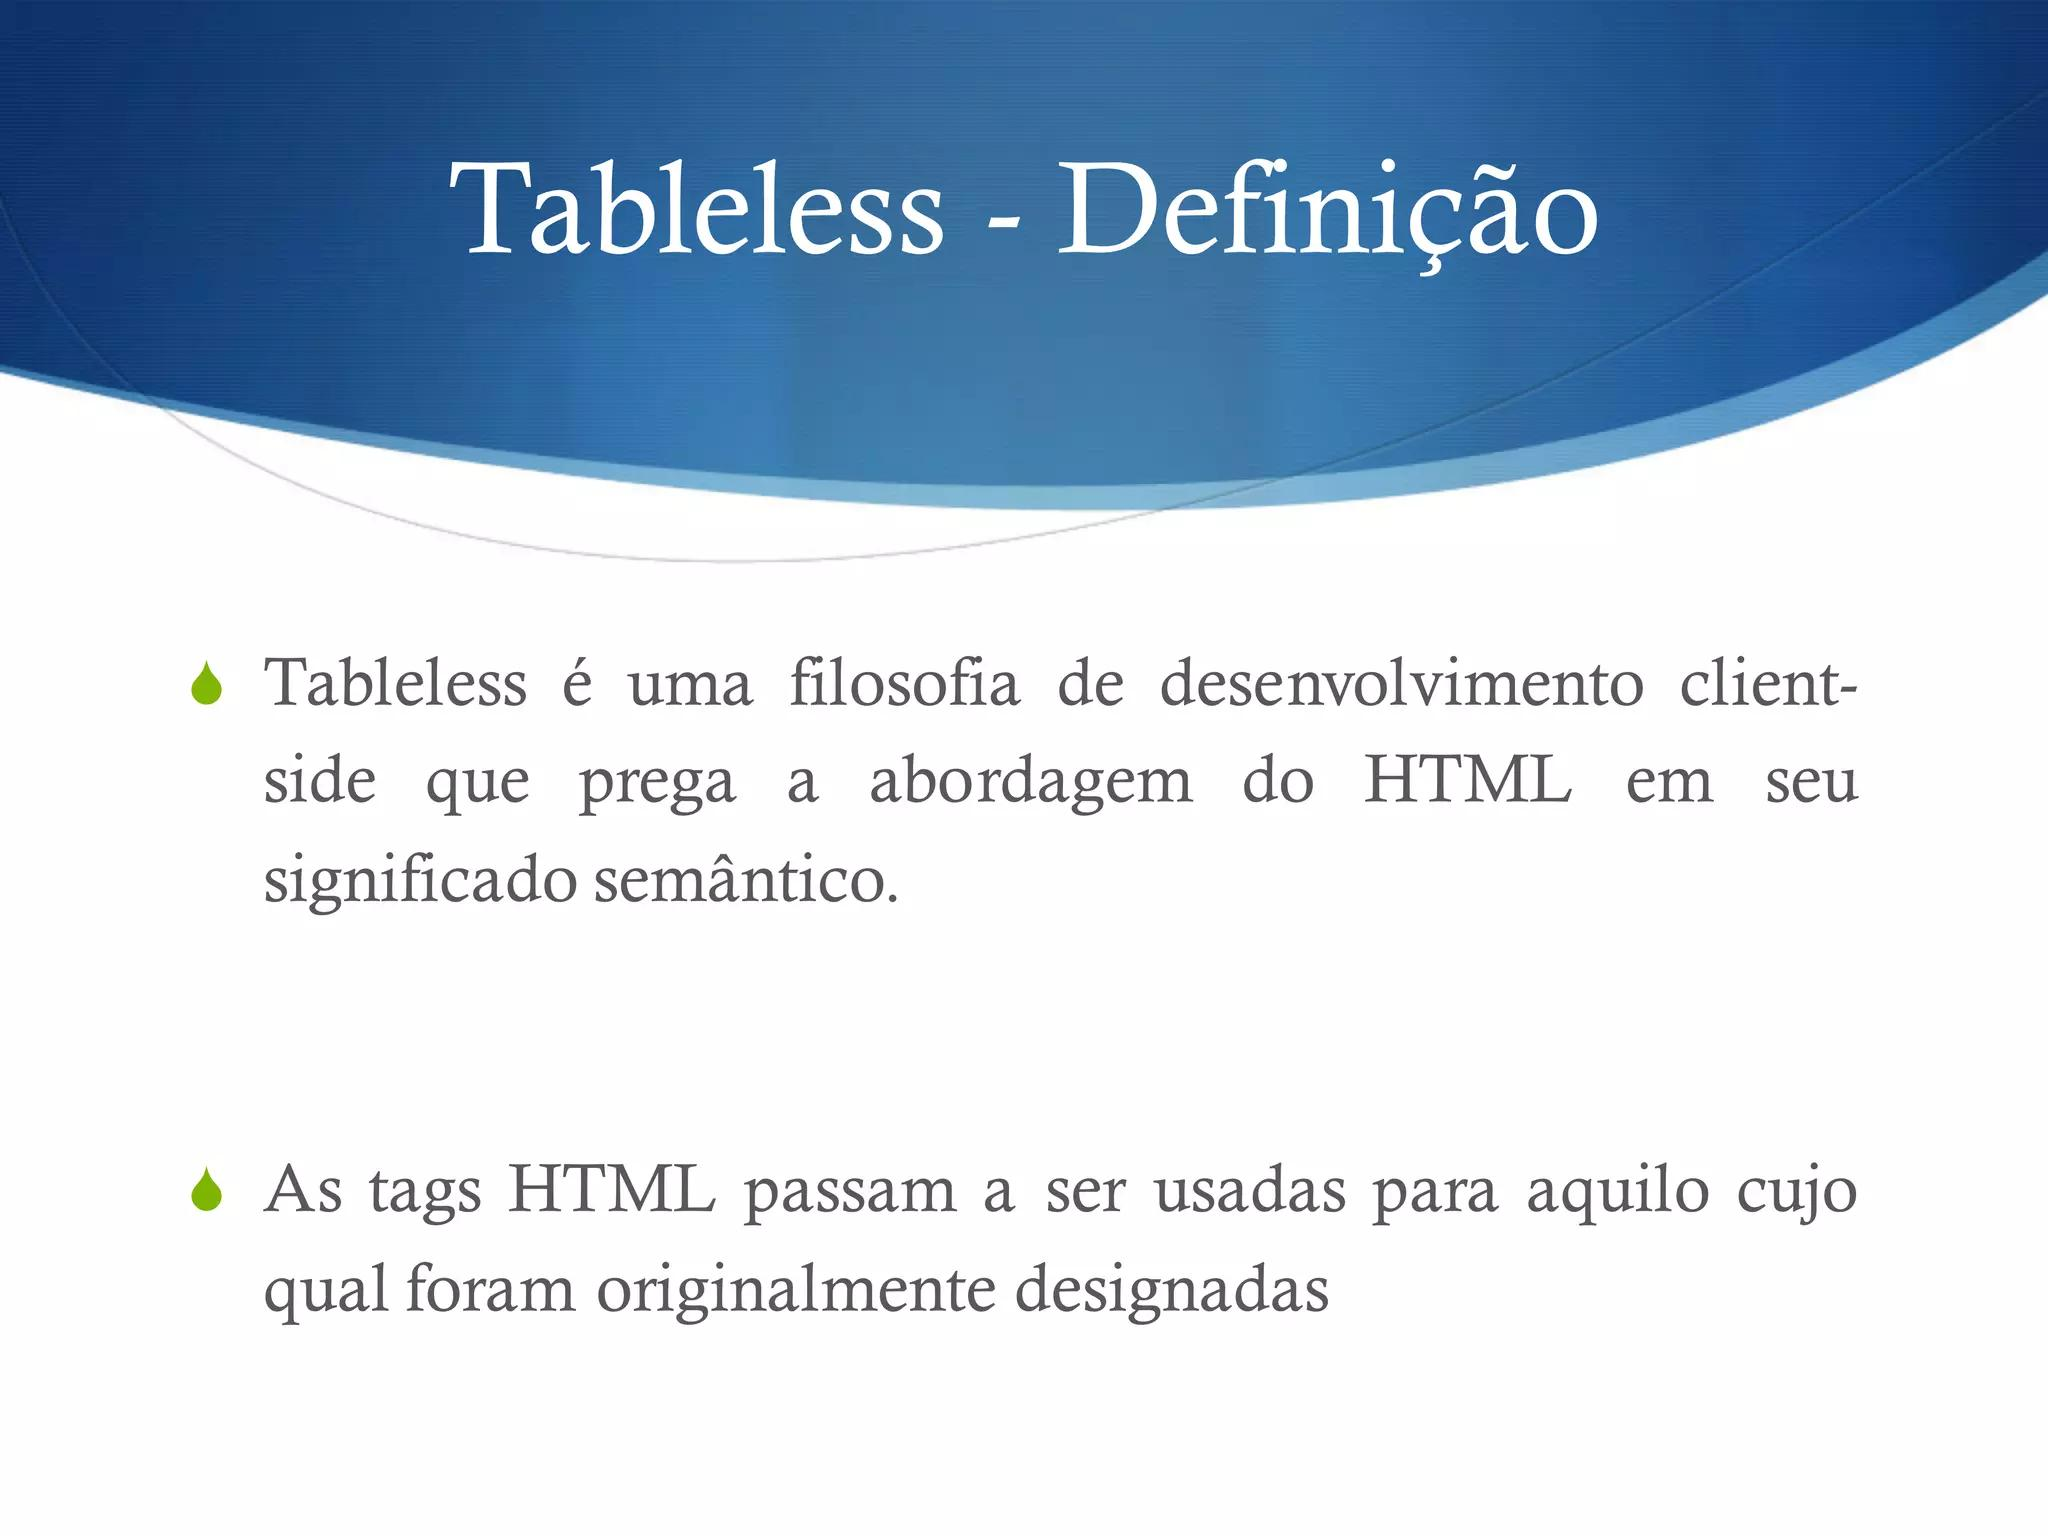 Tableless - Definição
Tableless é uma filosofia de desenvolvimento client-
side que prega a abordagem do HTML em seu
significado semântico.
As tags HTML passam a ser usadas para aquilo cujo
qual foram originalmente designadas